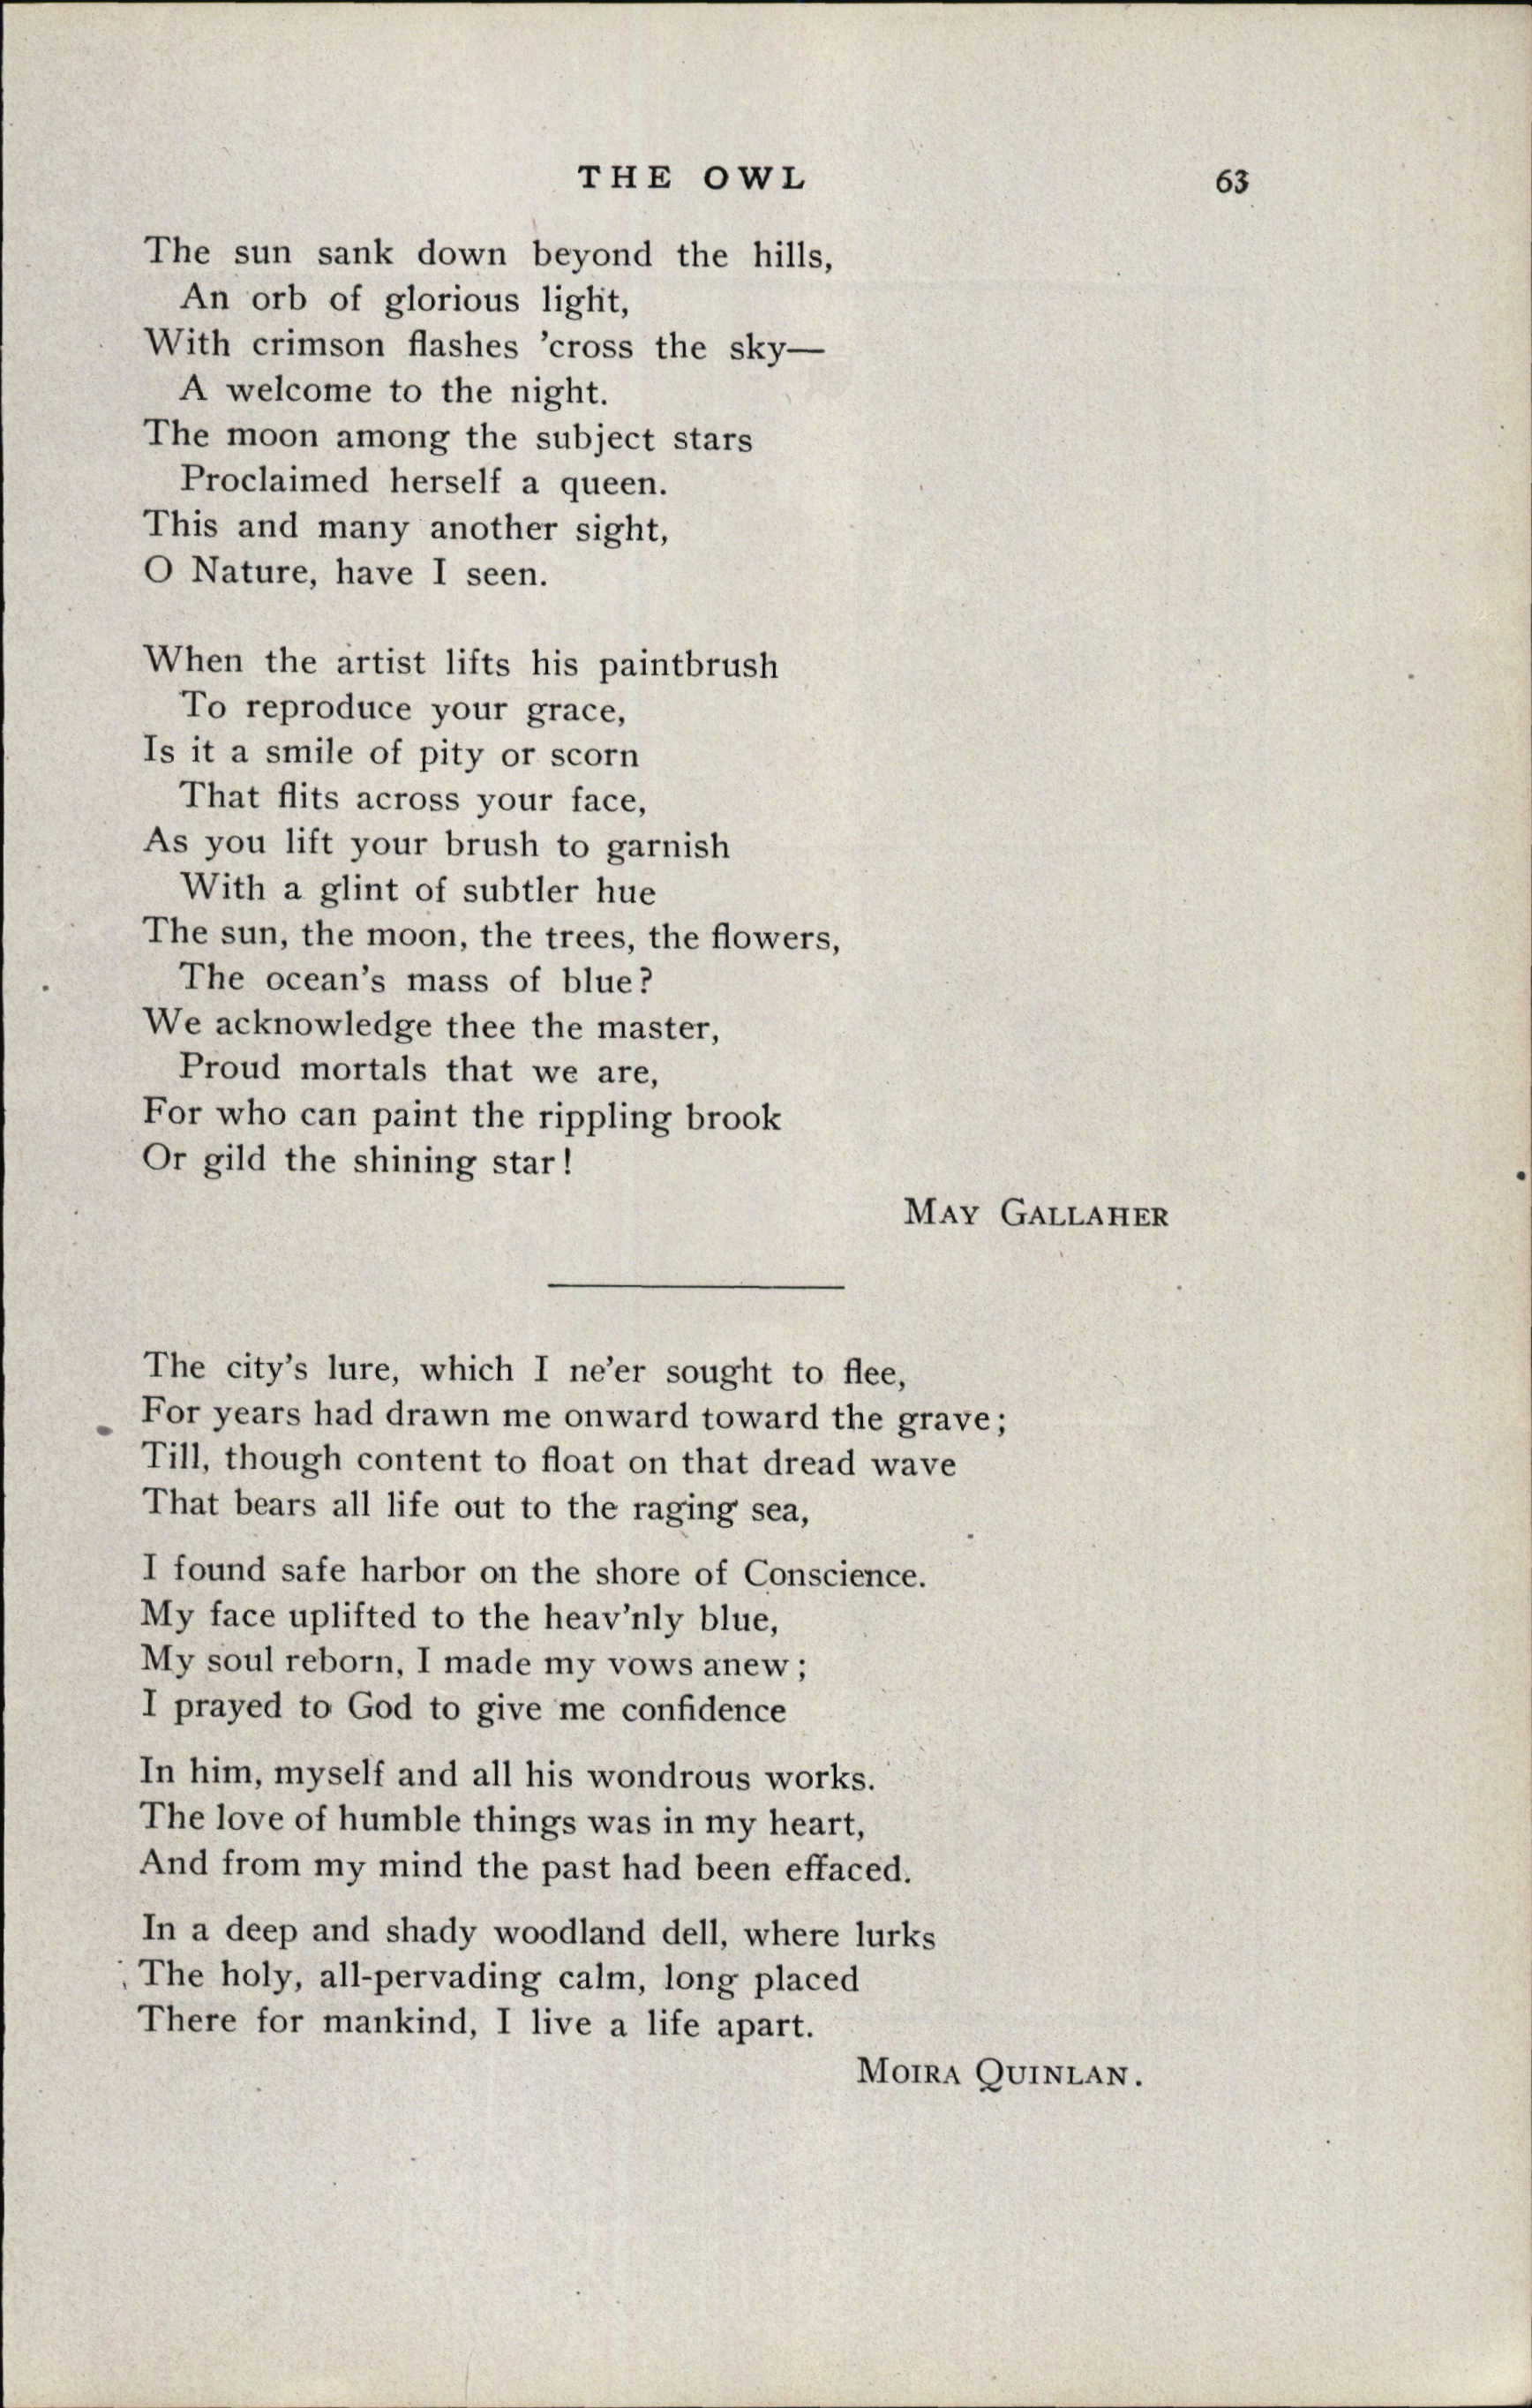 THE OWL 63
The sun sank down beyond the hills,
An orb of glorious light,
With crimson flashes ’cross the sky—
A welcome to the night.
The moon among the subject stars
Proclaimed herself a queen.
This and many another sight,
O Nature, have I seen.
When the artist lifts his paintbrush
To reproduce your grace,
Is it a smile of pity or scorn
That flits across your face,
As you lift your brush to garnish
With a glint of subtler hue
The sun, the moon, the trees, the flowers,
The ocean’s mass of blue?
We acknowledge thee the master,
Proud mortals that we are,
For who can paint the rippling brook
Or gild the shining star!
MAY GALLAHER
The city’s lure, which I ne’er sought to flee,
For years had drawn me onward toward the grave;
Till, though content to float on that dread wave
That bears all life out to the raging sea,
I found safe harbor on the shore of Conscience.
My face uplifted to the heav’nly blue,
My soul reborn, I made my vows anew;
I prayed to God to give me confidence
In him, myself and all his wondrous works.
The love of humble things was in my heart,
And from my mind the past had been effaced.
In a deep and shady woodland dell, where lurks
The holy, all-pervading calm, long placed
There for mankind, I live a life apart.
MOIRA QUINLAN.